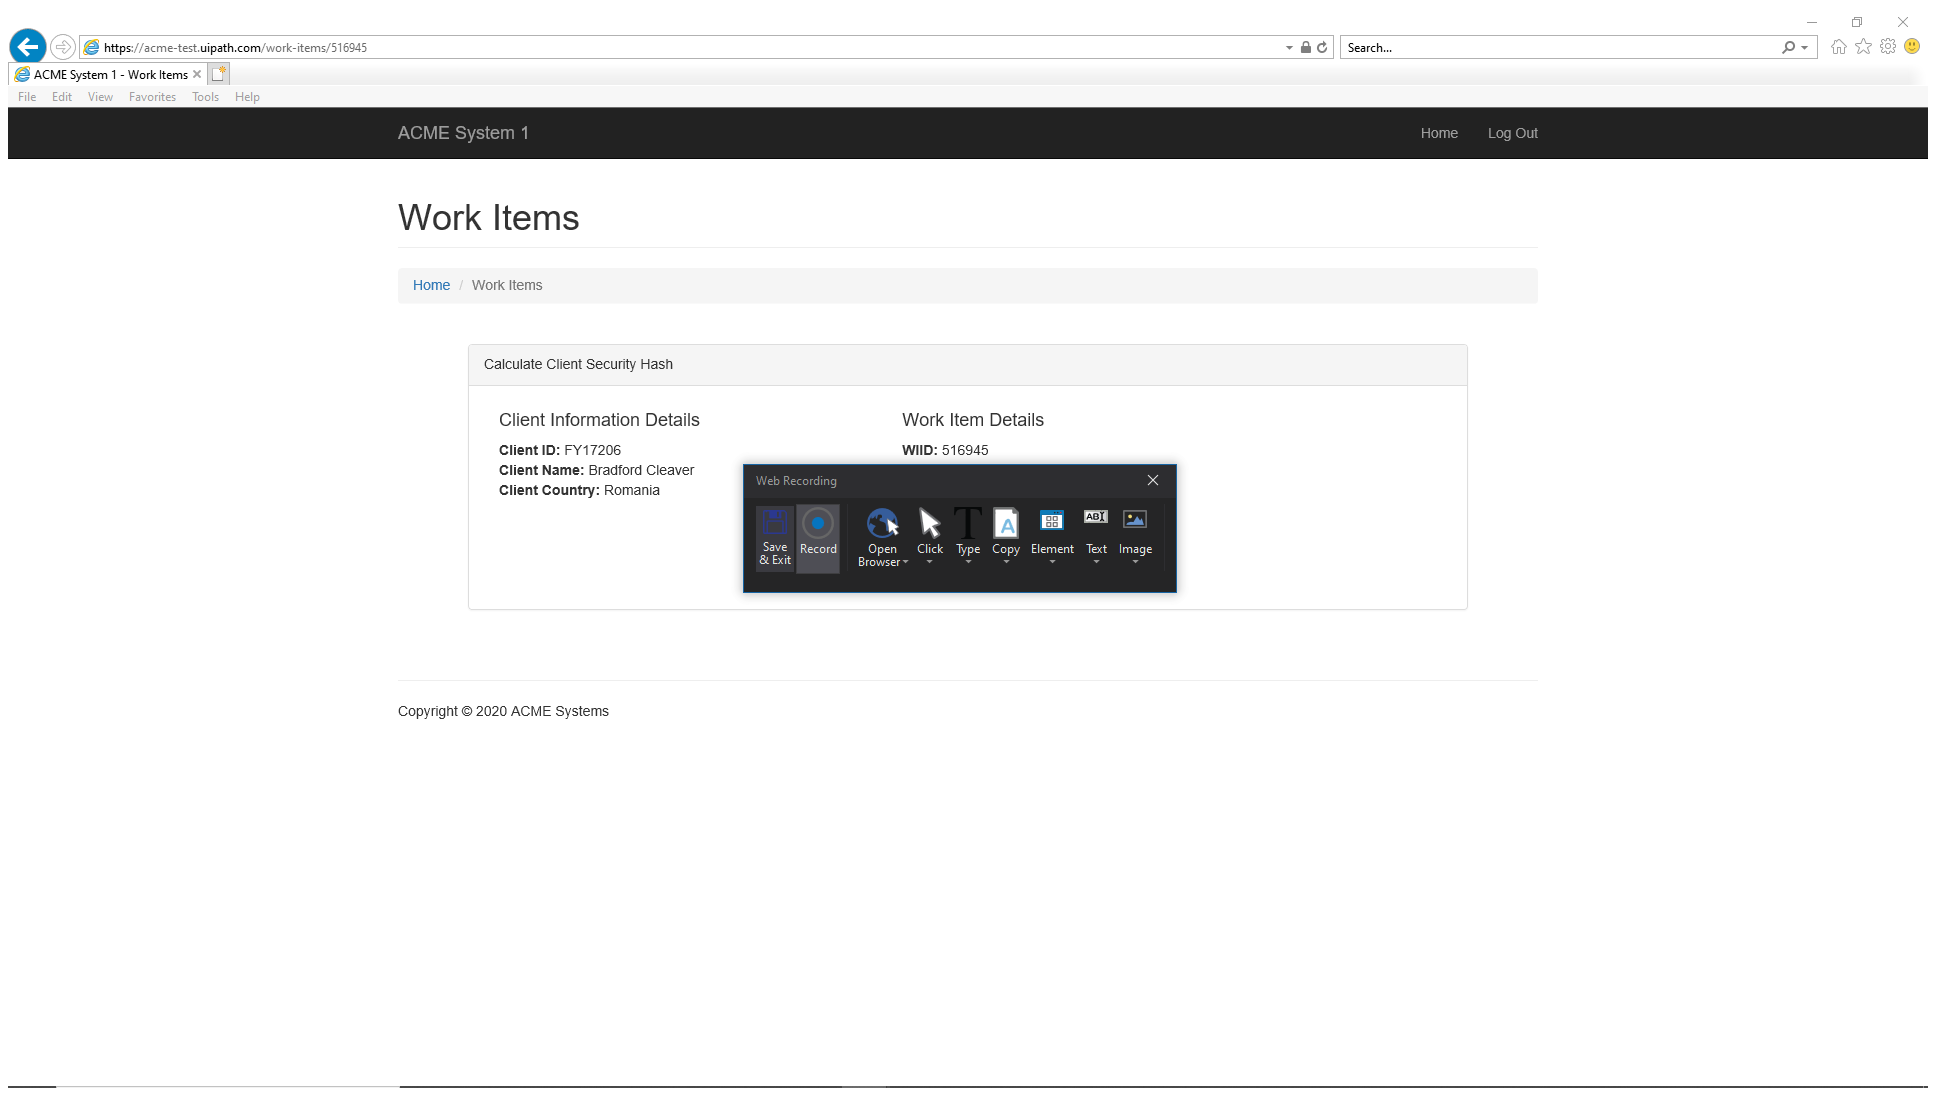 https://acme-test.uipath.com/work-items/516945
Search...
ACME System 1 - Work Items
File Edit View Favorites Tools Help
ACME System 1 Home Log Out
Work Items
Home / Work Items
Calculate Client Security Hash
Client Information Details
Client ID: FY17206
Client Name: Bradford Cleaver
Client Country: Romania
Work Item Details
WIID: 516945
Web Recording
Save & Exit
Record
Open Browser
Click
Type
Copy
Element
Text
Image
Copyright © 2020 ACME Systems